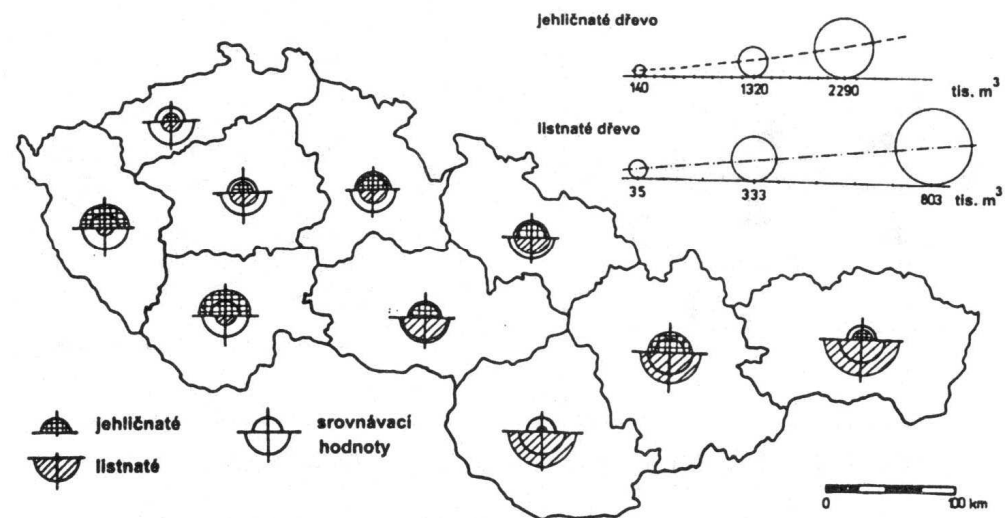 jehličnaté dřevo
140 1320 2290 tis. m³
listnaté dřevo
35 333 803 tis. m³
jehličnaté
listnaté
srovnávací
hodnoty
0 100 km